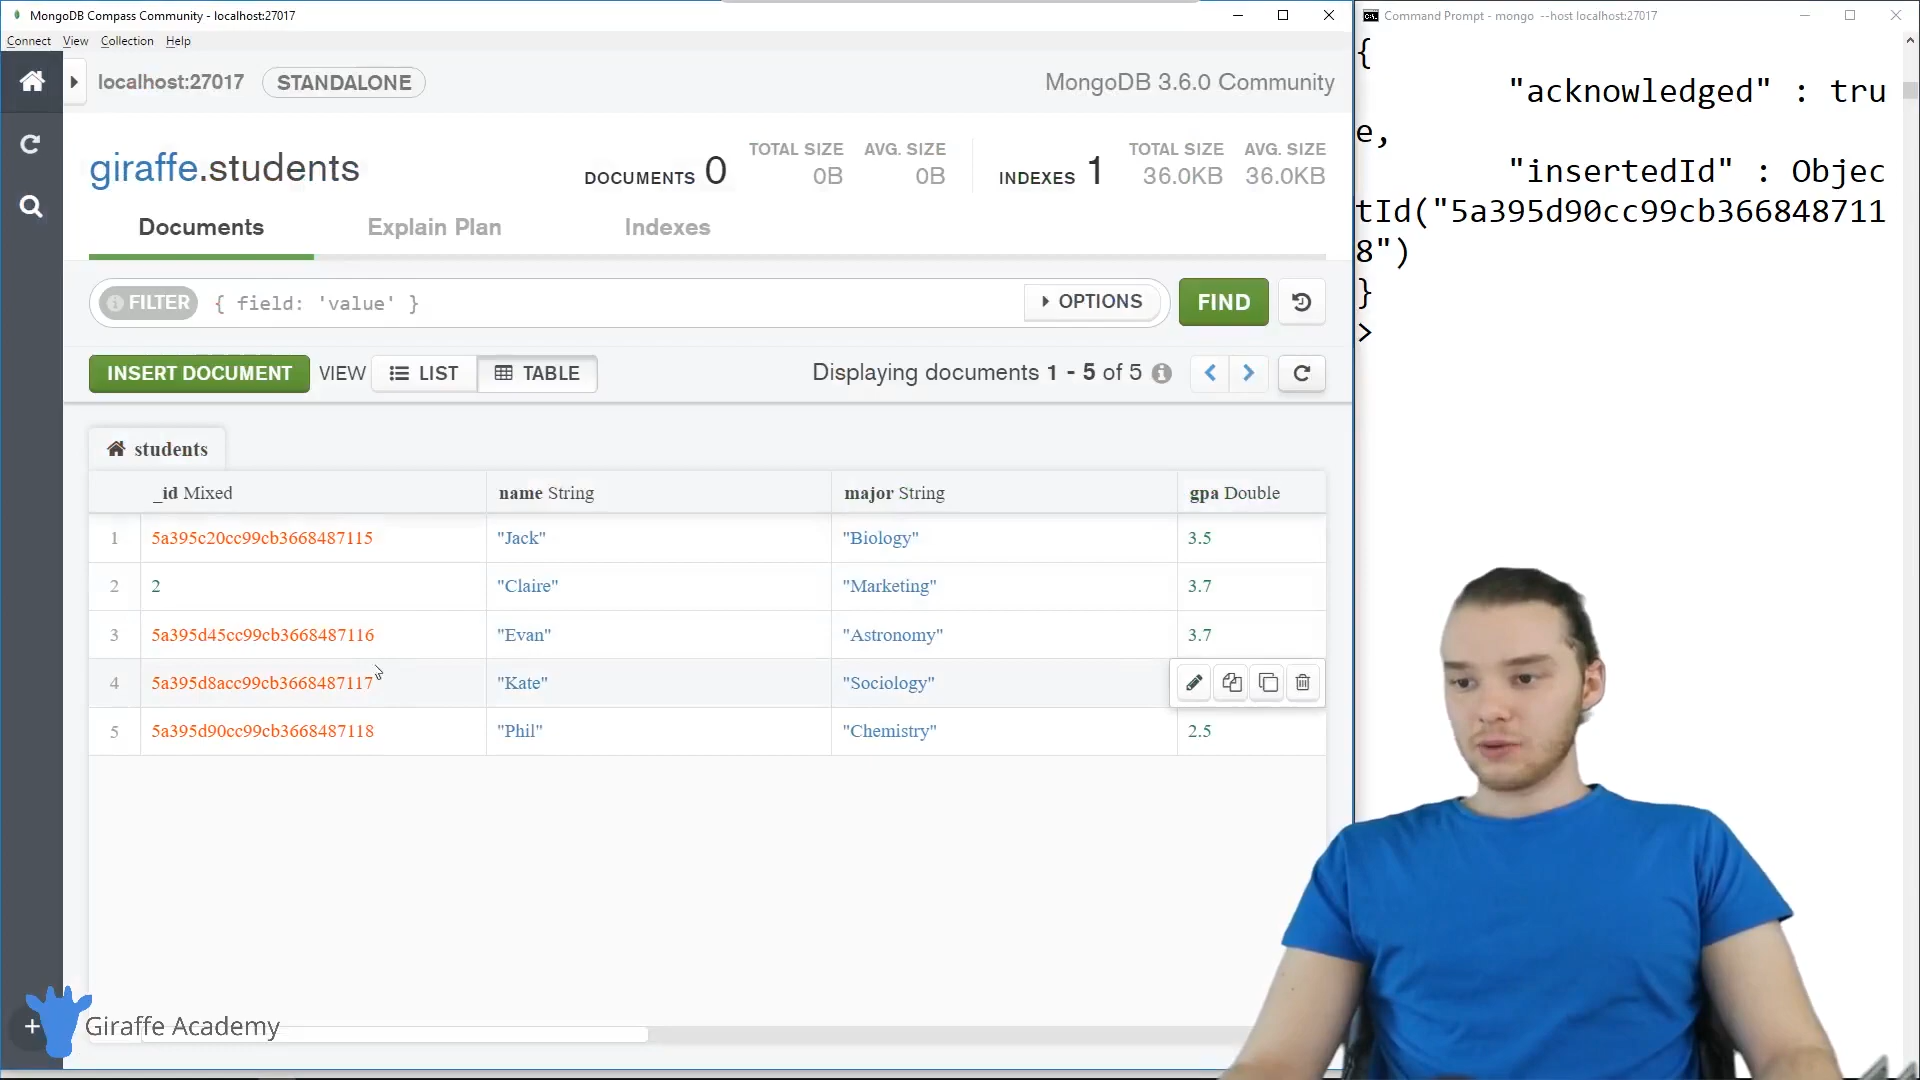 MongoDB Compass Community - localhost:27017
Connect View Collection Help
localhost:27017 STANDALONE MongoDB 3.6.0 Community
giraffe.students
DOCUMENTS 0 TOTAL SIZE 0B AVG. SIZE 0B INDEXES 1 TOTAL SIZE 36.0KB AVG. SIZE 36.0KB
Documents Explain Plan Indexes
FILTER { field: 'value' } OPTIONS FIND
INSERT DOCUMENT VIEW LIST TABLE Displaying documents 1 - 5 of 5
students
_id Mixed name String major String gpa Double
1 5a395c20cc99cb3668487115 "Jack" "Biology" 3.5
2 2 "Claire" "Marketing" 3.7
3 5a395d45cc99cb3668487116 "Evan" "Astronomy" 3.7
4 5a395d8acc99cb3668487117 "Kate" "Sociology"
5 5a395d90cc99cb3668487118 "Phil" "Chemistry" 2.5
Giraffe Academy
Command Prompt - mongo --host localhost:27017
{
"acknowledged" : tru
e,
"insertedId" : Objec
tId("5a395d90cc99cb366848711
8")
}
>